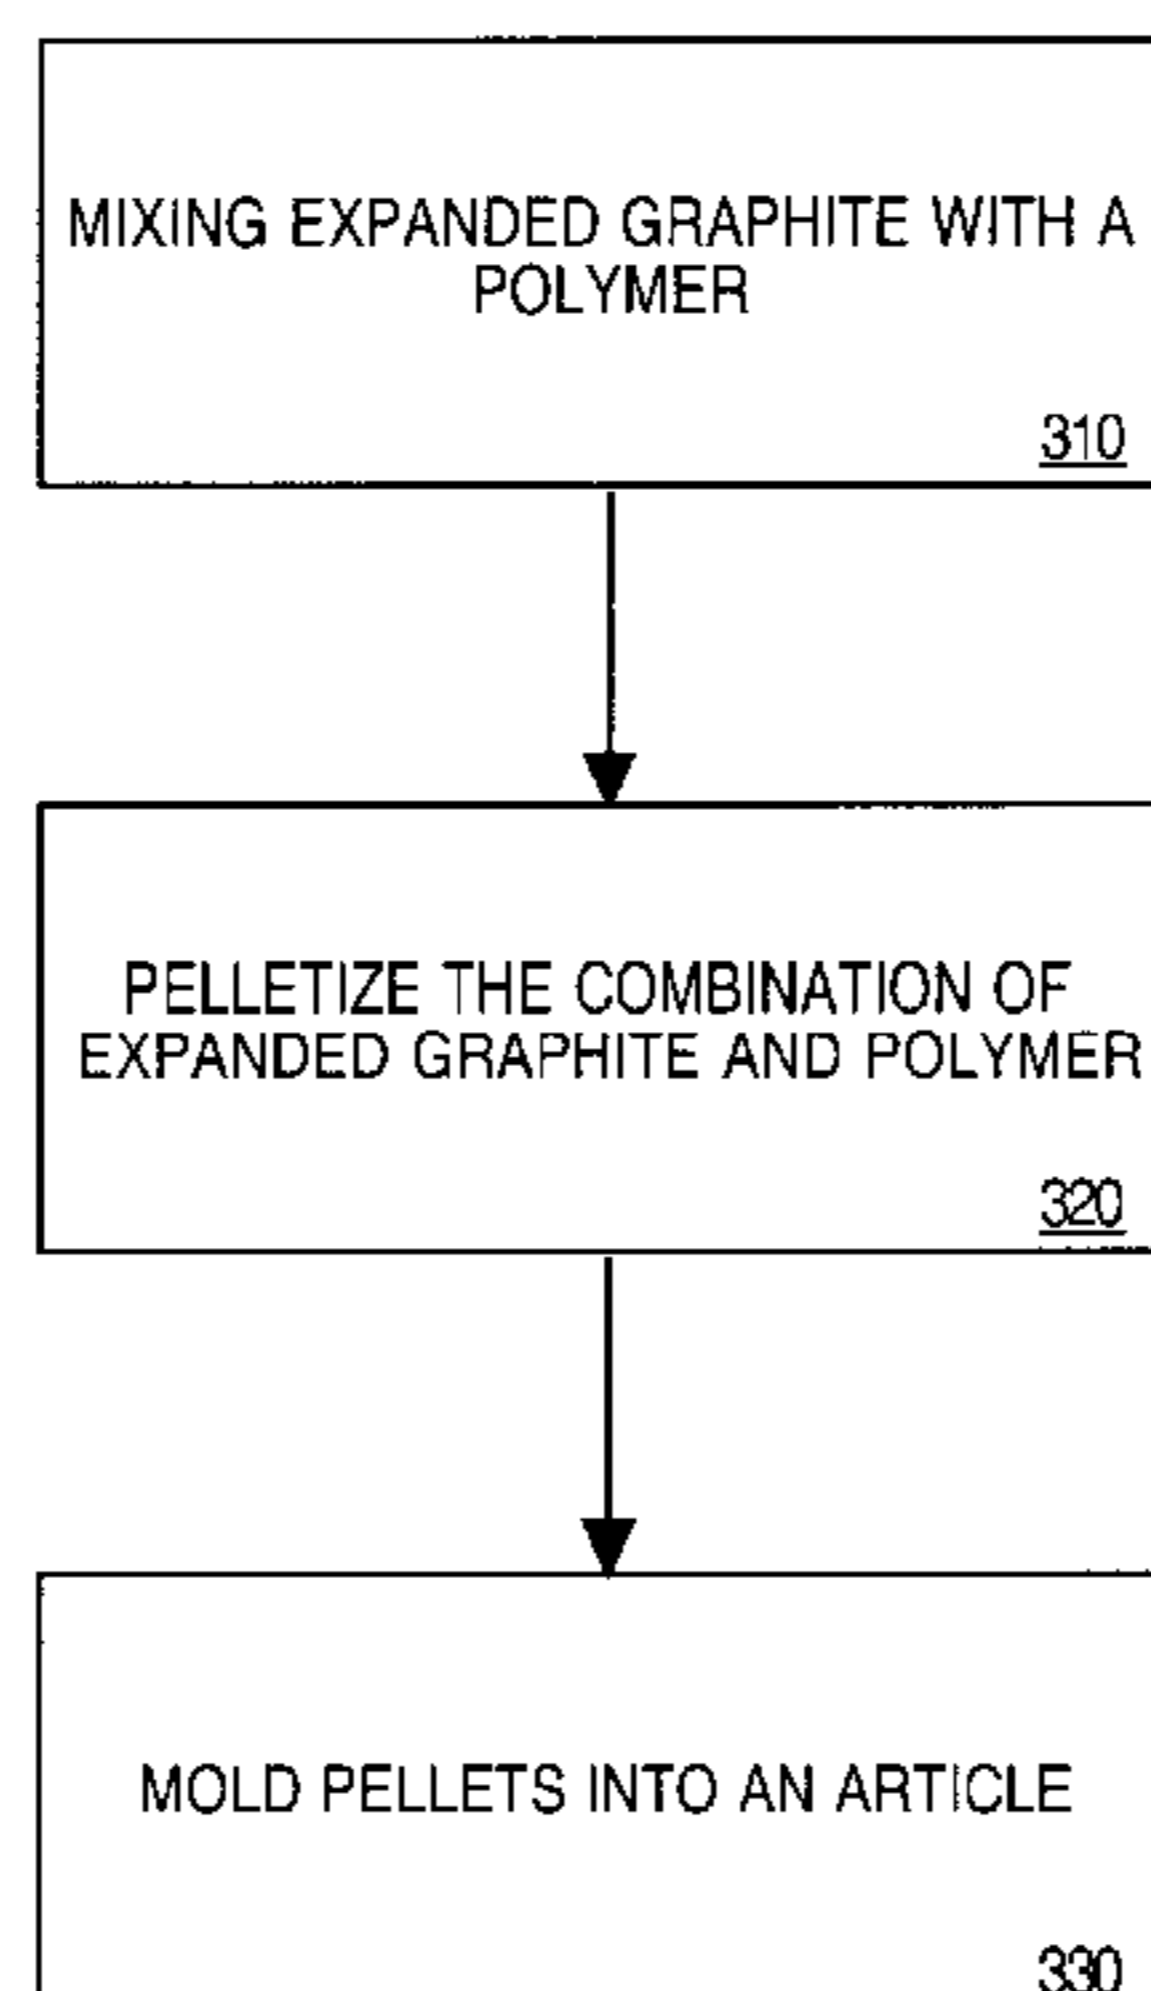 MIXING EXPANDED GRAPHITE WITH A
POLYMER
310
PELLETIZE THE COMBINATION OF
EXPANDED GRAPHITE AND POLYMER
320
MOLD PELLETS INTO AN ARTICLE
330